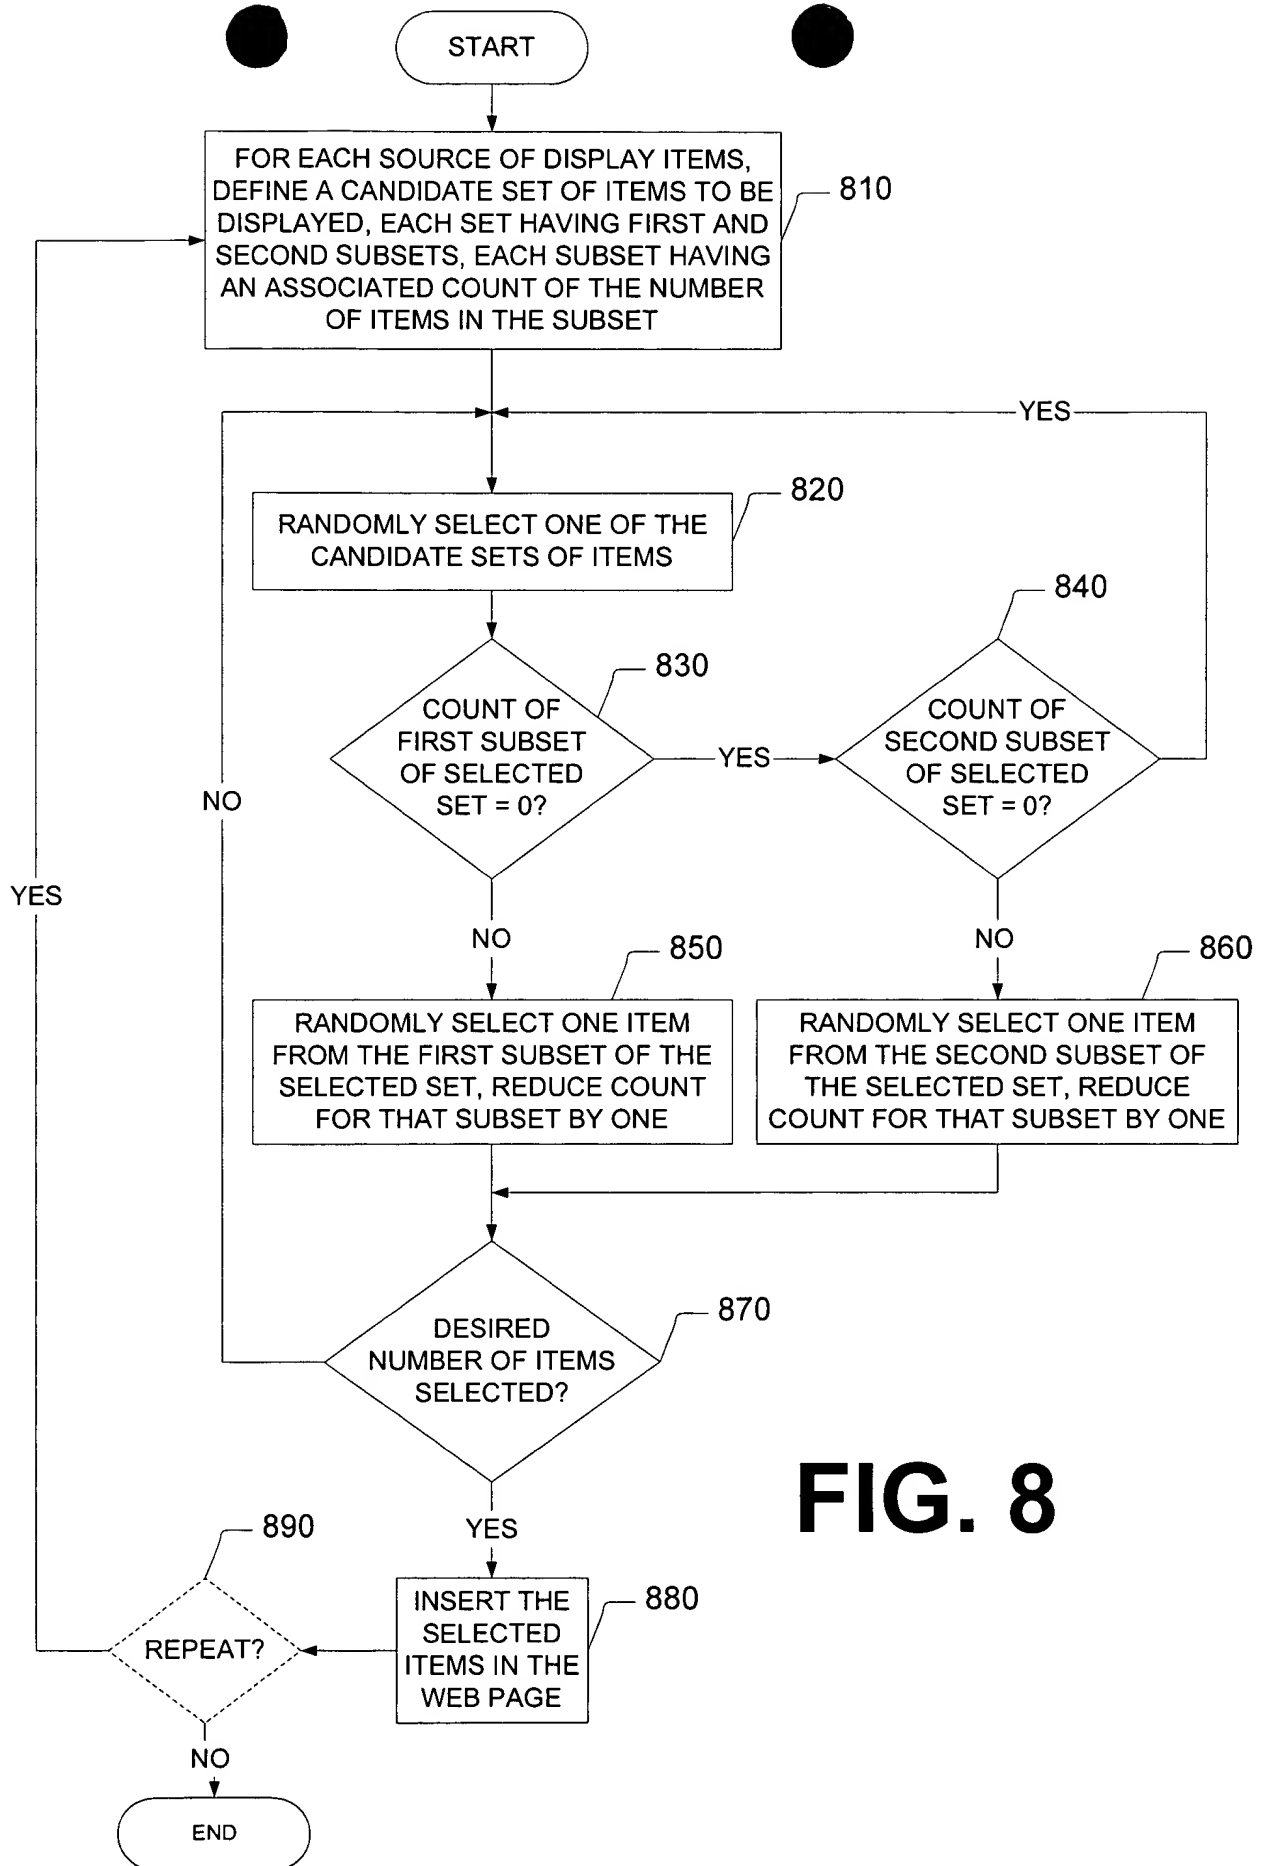 START
FOR EACH SOURCE OF DISPLAY ITEMS,
DEFINE A CANDIDATE SET OF ITEMS TO BE
DISPLAYED, EACH SET HAVING FIRST AND
SECOND SUBSETS, EACH SUBSET HAVING
AN ASSOCIATED COUNT OF THE NUMBER
OF ITEMS IN THE SUBSET
810
YES
820
RANDOMLY SELECT ONE OF THE
CANDIDATE SETS OF ITEMS
840
830
COUNT OF
FIRST SUBSET
OF SELECTED
SET = 0?
YES
COUNT OF
SECOND SUBSET
OF SELECTED
SET = 0?
NO
YES
NO
NO
850
860
RANDOMLY SELECT ONE ITEM
FROM THE FIRST SUBSET OF THE
SELECTED SET, REDUCE COUNT
FOR THAT SUBSET BY ONE
RANDOMLY SELECT ONE ITEM
FROM THE SECOND SUBSET OF
THE SELECTED SET, REDUCE
COUNT FOR THAT SUBSET BY ONE
870
DESIRED
NUMBER OF ITEMS
SELECTED?
FIG. 8
YES
890
880
INSERT THE
SELECTED
ITEMS IN THE
WEB PAGE
REPEAT?
NO
END